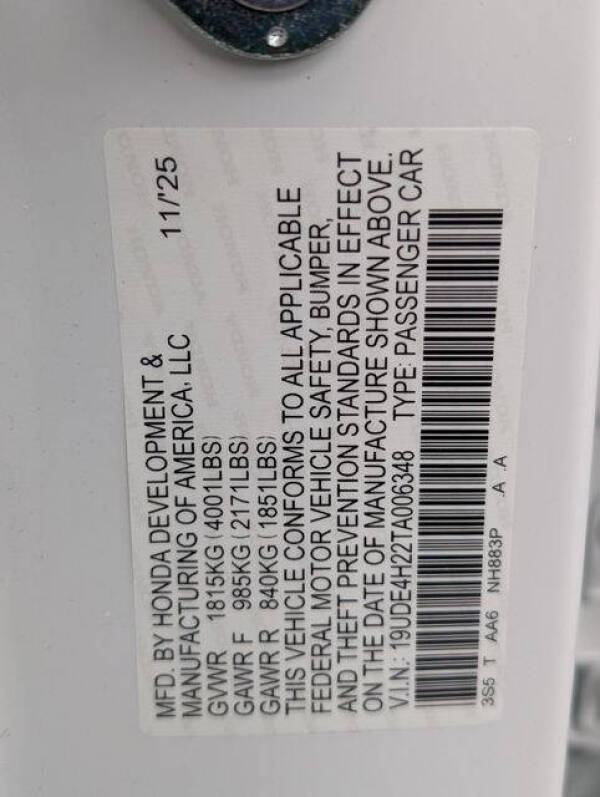 MFD. BY HONDA DEVELOPMENT &
MANUFACTURING OF AMERICA, LLC 11/'25
GVWR 1815KG (4001LBS)
GAWR F 985KG (2171LBS)
GAWR R 840KG (1851LBS)
THIS VEHICLE CONFORMS TO ALL APPLICABLE
FEDERAL MOTOR VEHICLE SAFETY, BUMPER,
AND THEFT PREVENTION STANDARDS IN EFFECT
ON THE DATE OF MANUFACTURE SHOWN ABOVE.
V.I.N.: 19UDE4H22TA006348 TYPE: PASSENGER CAR
3S5 T AA6 NH883P .A .A